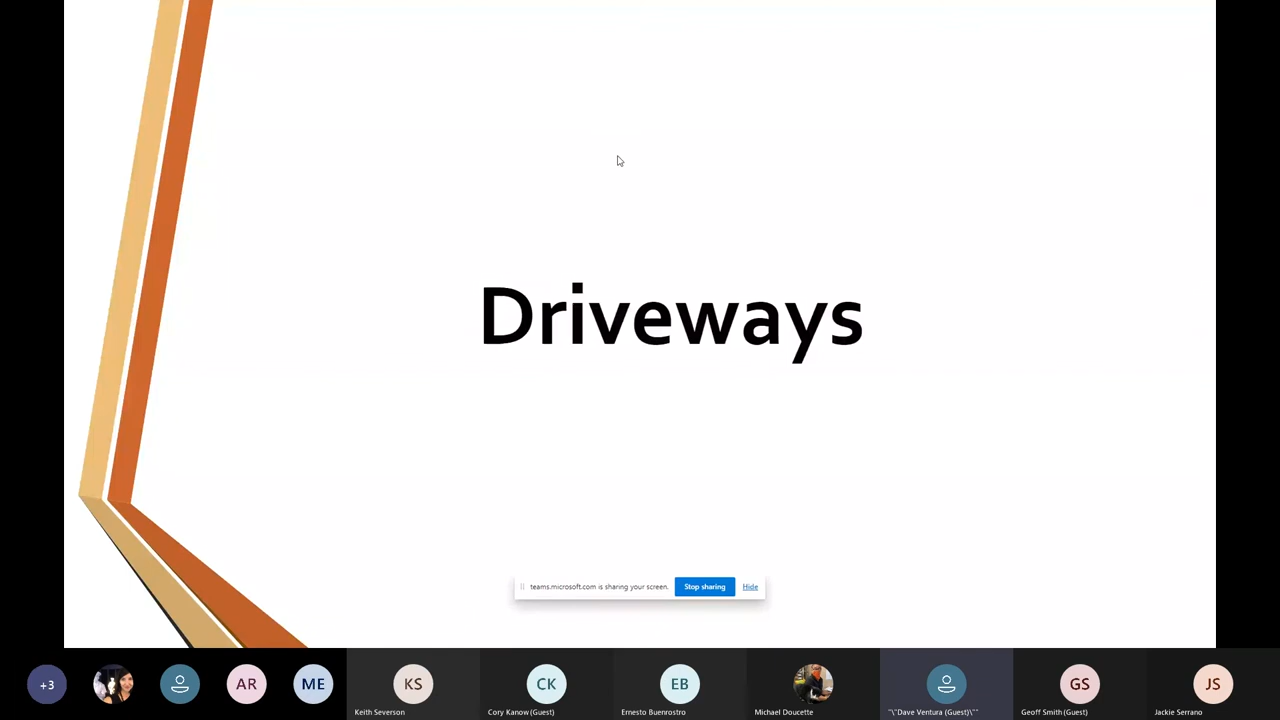 Driveways
teams.microsoft.com is sharing your screen. Stop sharing Hide
+3 AR ME KS CK EB GS JS
Keith Severson Cory Kanow (Guest) Ernesto Buenrostro Michael Doucette "\"Dave Ventura (Guest)\"" Geoff Smith (Guest) Jackie Serrano